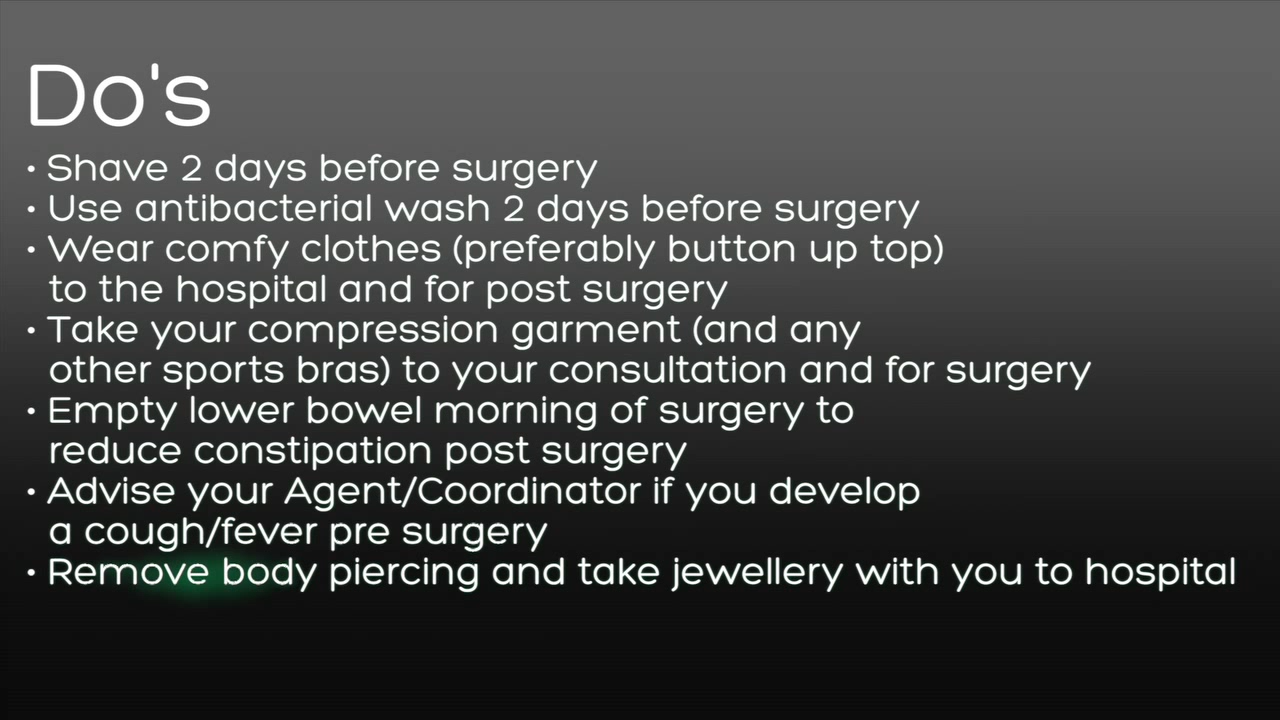 Do's
• Shave 2 days before surgery
• Use antibacterial wash 2 days before surgery
• Wear comfy clothes (preferably button up top)
to the hospital and for post surgery
• Take your compression garment (and any
other sports bras) to your consultation and for surgery
• Empty lower bowel morning of surgery to
reduce constipation post surgery
• Advise your Agent/Coordinator if you develop
a cough/fever pre surgery
• Remove body piercing and take jewellery with you to hospital